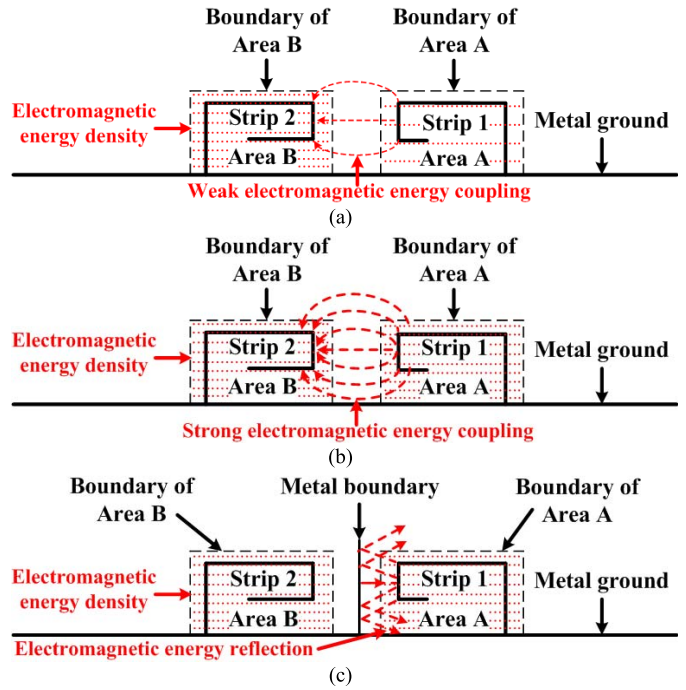 Boundary of
Area B
Boundary of
Area A
Electromagnetic
energy density
Strip 2
Area B
Strip 1
Area A
Metal ground
Weak electromagnetic energy coupling
(a)
Boundary of
Area B
Boundary of
Area A
Electromagnetic
energy density
Strip 2
Area B
Strip 1
Area A
Metal ground
Strong electromagnetic energy coupling
(b)
Boundary of
Area B
Metal boundary
Boundary of
Area A
Electromagnetic
energy density
Strip 2
Area B
Strip 1
Area A
Metal ground
Electromagnetic energy reflection
(c)